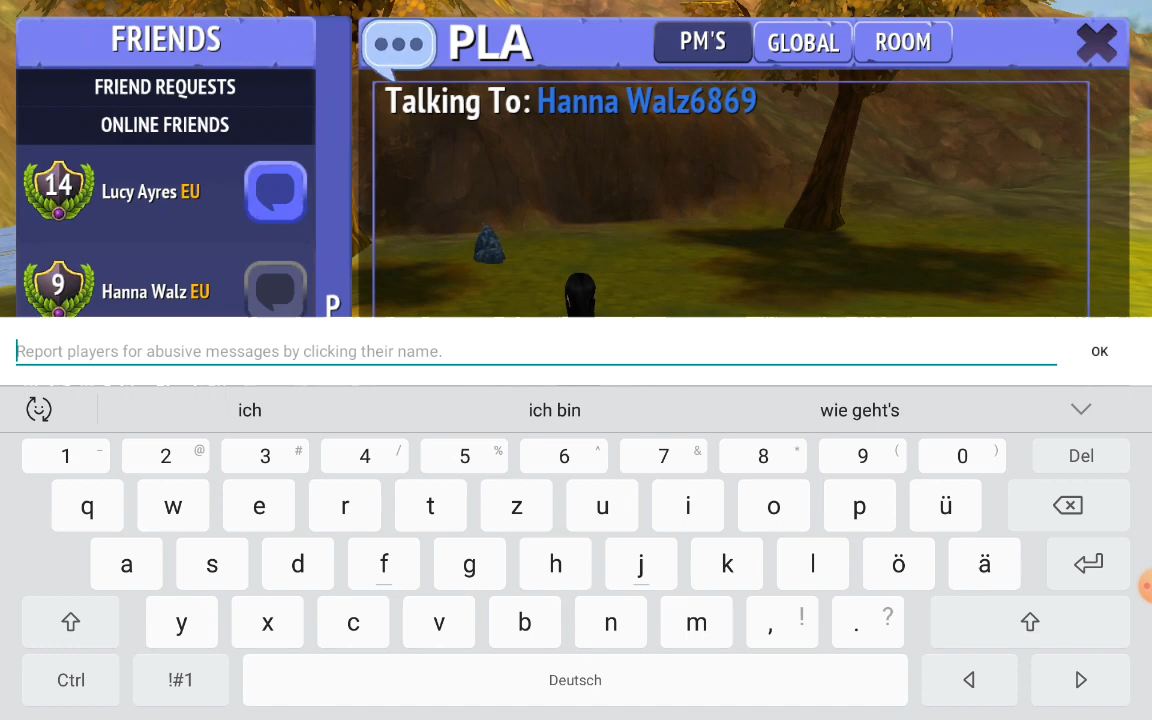 FRIENDS
FRIEND REQUESTS
ONLINE FRIENDS
14 Lucy Ayres EU
9 Hanna Walz EU
P
PLA
PM'S GLOBAL ROOM
Talking To: Hanna Walz6869
Report players for abusive messages by clicking their name.
OK
ich ich bin wie geht's
1 - 2 @ 3 # 4 / 5 % 6 ^ 7 & 8 * 9 ( 0 ) Del
q w e r t z u i o p ü
a s d f g h j k l ö ä
y x c v b n m , ! . ?
Ctrl !#1 Deutsch